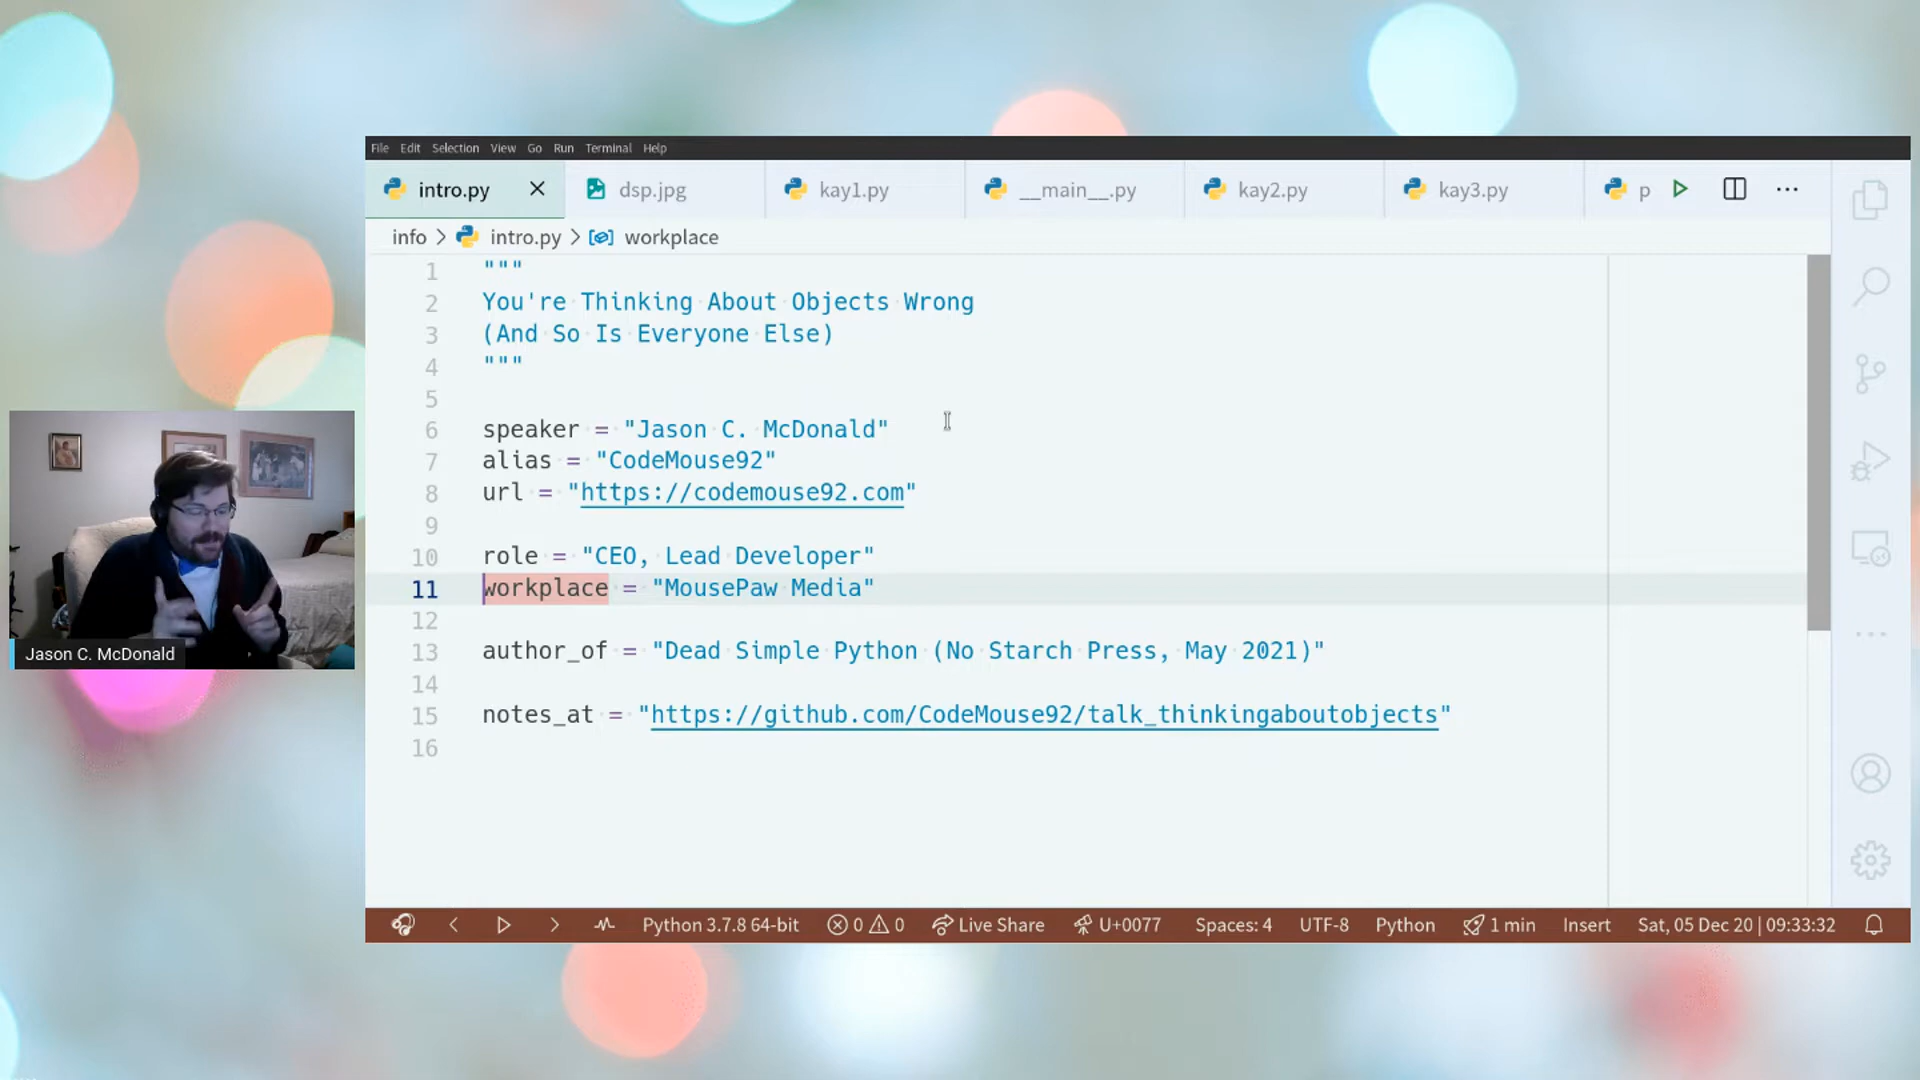 File Edit Selection View Go Run Terminal Help
intro.py dsp.jpg kay1.py __main__.py kay2.py kay3.py p
info intro.py workplace
1 """
2 You're Thinking About Objects Wrong
3 (And So Is Everyone Else)
4 """
5
6 speaker = "Jason C. McDonald"
7 alias = "CodeMouse92"
8 url = "https://codemouse92.com"
9
10 role = "CEO, Lead Developer"
11 workplace = "MousePaw Media"
12
13 author_of = "Dead Simple Python (No Starch Press, May 2021)"
14
15 notes_at = "https://github.com/CodeMouse92/talk_thinkingaboutobjects"
16
Jason C. McDonald
Python 3.7.8 64-bit 0 0 Live Share U+0077 Spaces: 4 UTF-8 Python 1 min Insert Sat, 05 Dec 20 | 09:33:32